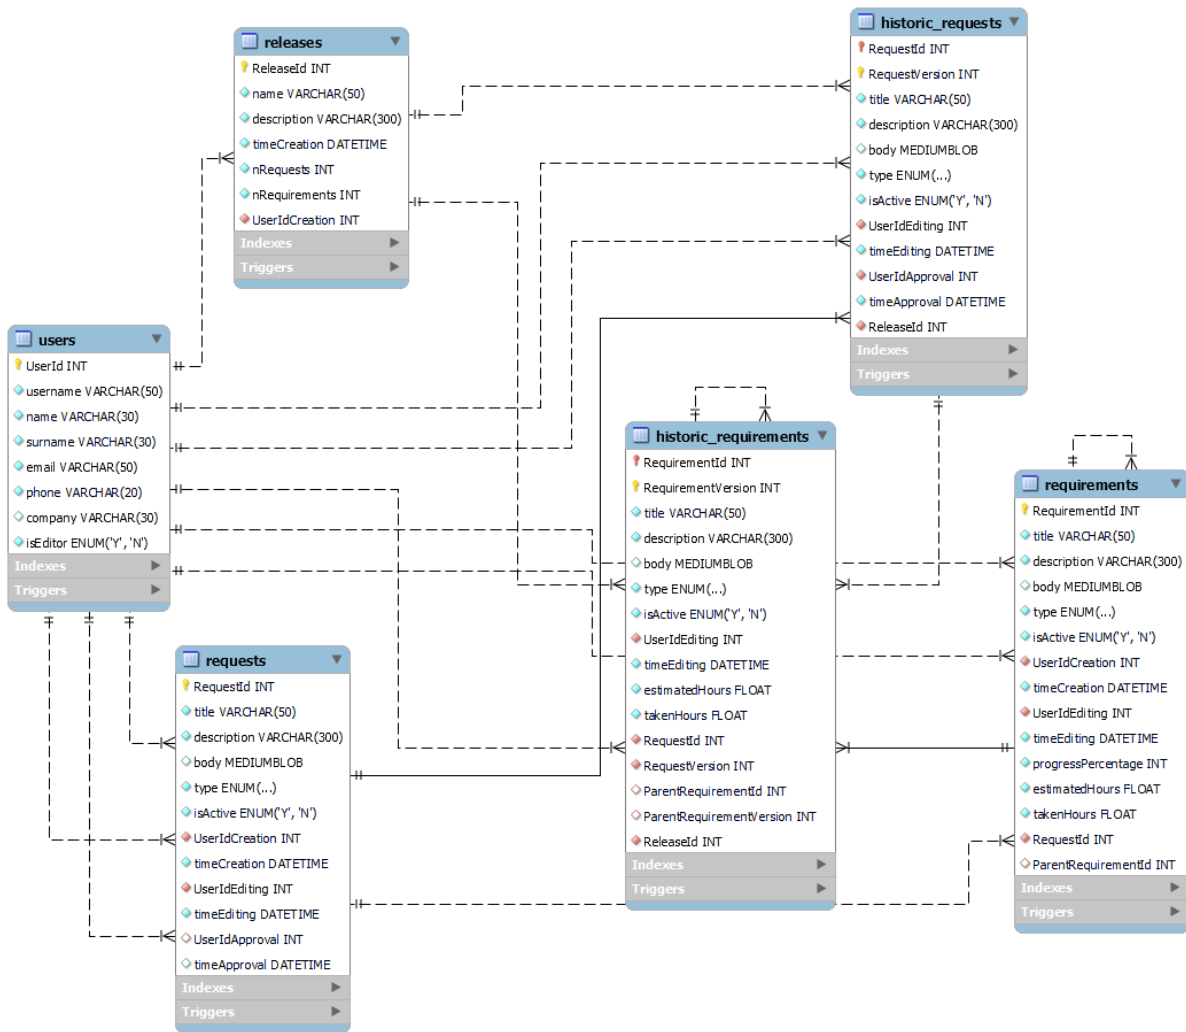 releases
ReleaseId INT
name VARCHAR(50)
description VARCHAR(300)
timeCreation DATETIME
nRequests INT
nRequirements INT
UserIdCreation INT
Indexes
Triggers
historic_requests
RequestId INT
RequestVersion INT
title VARCHAR(50)
description VARCHAR(300)
body MEDIUMBLOB
type ENUM(...)
isActive ENUM('Y', 'N')
UserIdEditing INT
timeEditing DATETIME
UserIdApproval INT
timeApproval DATETIME
ReleaseId INT
Indexes
Triggers
users
UserId INT
username VARCHAR(50)
name VARCHAR(30)
surname VARCHAR(30)
email VARCHAR(50)
phone VARCHAR(20)
company VARCHAR(30)
isEditor ENUM('Y', 'N')
Indexes
Triggers
historic_requirements
RequirementId INT
RequirementVersion INT
title VARCHAR(50)
description VARCHAR(300)
body MEDIUMBLOB
type ENUM(...)
isActive ENUM('Y', 'N')
UserIdEditing INT
timeEditing DATETIME
estimatedHours FLOAT
takenHours FLOAT
RequestId INT
RequestVersion INT
ParentRequirementId INT
ParentRequirementVersion INT
ReleaseId INT
Indexes
Triggers
requirements
RequirementId INT
title VARCHAR(50)
description VARCHAR(300)
body MEDIUMBLOB
type ENUM(...)
isActive ENUM('Y', 'N')
UserIdCreation INT
timeCreation DATETIME
UserIdEditing INT
timeEditing DATETIME
progressPercentage INT
estimatedHours FLOAT
takenHours FLOAT
RequestId INT
ParentRequirementId INT
Indexes
Triggers
requests
RequestId INT
title VARCHAR(50)
description VARCHAR(300)
body MEDIUMBLOB
type ENUM(...)
isActive ENUM('Y', 'N')
UserIdCreation INT
timeCreation DATETIME
UserIdEditing INT
timeEditing DATETIME
UserIdApproval INT
timeApproval DATETIME
Indexes
Triggers